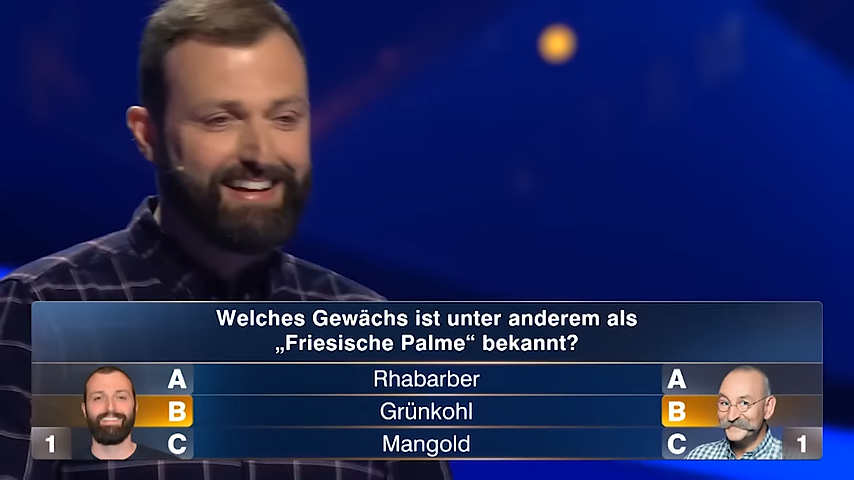 Welches Gewächs ist unter anderem als
„Friesische Palme“ bekannt?
A Rhabarber A
B Grünkohl B
1 C Mangold C 1